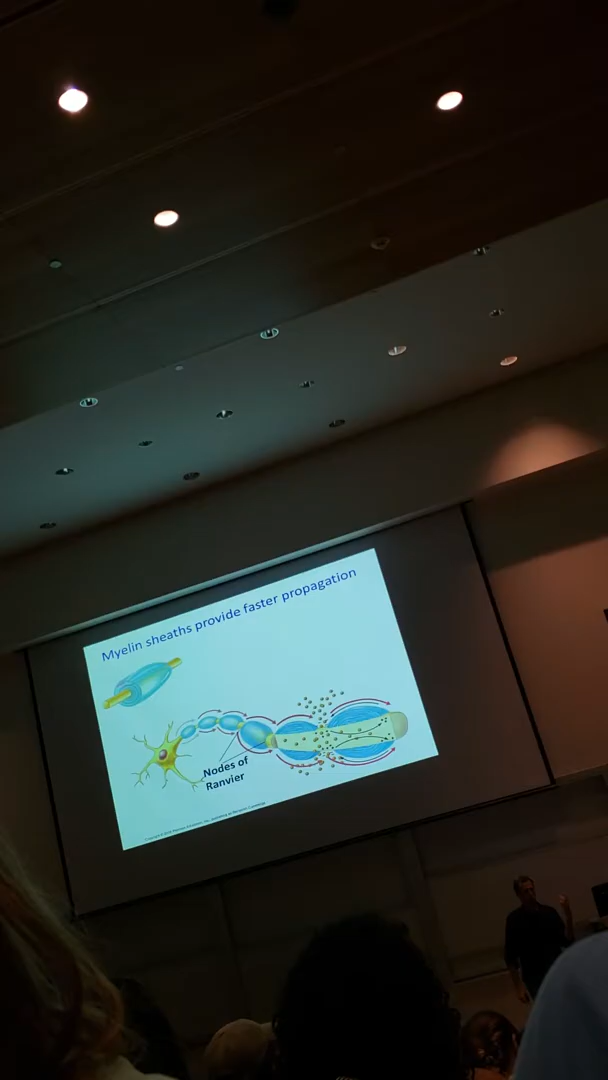 Myelin sheaths provide faster propagation
Nodes of
Ranvier